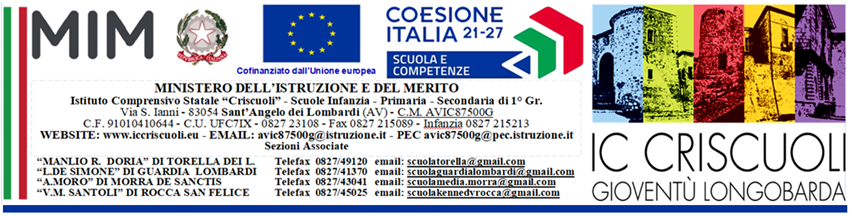 MIM
COESIONE
ITALIA 21-27
SCUOLA E
COMPETENZE
Cofinanziato dall'Unione europea
MINISTERO DELL'ISTRUZIONE E DEL MERITO
Istituto Comprensivo Statale "Criscuoli" - Scuole Infanzia - Primaria - Secondaria di 1° Gr.
Via S. Ianni - 83054 Sant'Angelo dei Lombardi (AV) - C.M. AVIC87500G
C.F. 91010410644 - C.U. UFC7IX - 0827 23108 - Fax 0827 215089 - Infanzia 0827 215213
WEBSITE: www.iccriscuoli.eu - EMAIL: avic87500g@istruzione.it - PEC avic87500g@pec.istruzione.it
Sezioni Associate
"MANLIO R. DORIA" DI TORELLA DEI L. Telefax 0827/49120 email: scuolatorella@gmail.com
"L.DE SIMONE" DI GUARDIA LOMBARDI Telefax 0827/41370 email: scuolaguardialombardi@gmail.com
"A.MORO" DI MORRA DE SANCTIS Telefax 0827/43041 email: scuolamedia.morra@gmail.com
"V.M. SANTOLI" DI ROCCA SAN FELICE Telefax 0827/45025 email: scuolakennedyrocca@gmail.com
IC CRISCUOLI
GIOVENTÙ LONGOBARDA